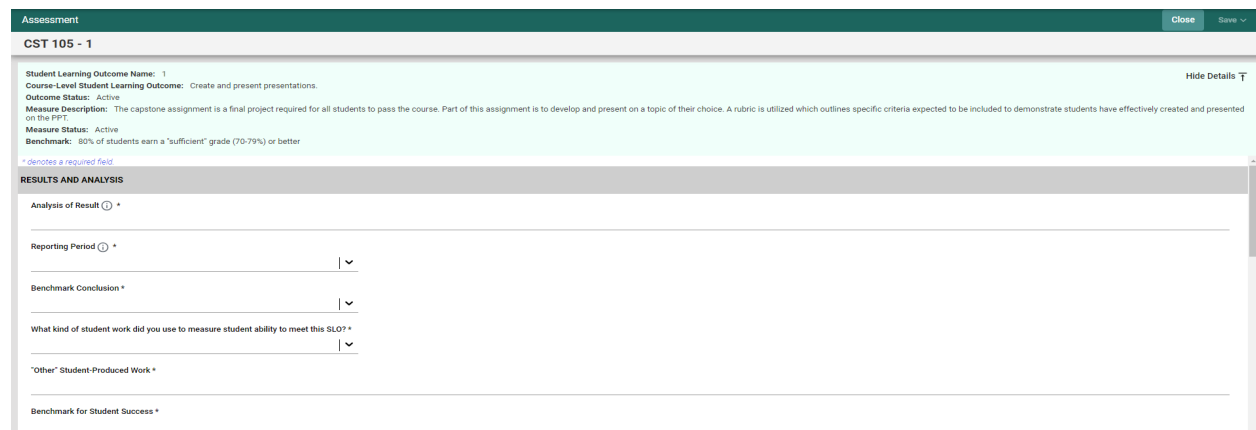 Assessment
Close Save
CST 105 - 1
Student Learning Outcome Name: 1
Hide Details
Course-Level Student Learning Outcome: Create and present presentations.
Outcome Status: Active
Measure Description: The capstone assignment is a final project required for all students to pass the course. Part of this assignment is to develop and present on a topic of their choice. A rubric is utilized which outlines specific criteria expected to be included to demonstrate students have effectively created and presented
on the PPT.
Measure Status: Active
Benchmark: 80% of students earn a "sufficient" grade (70-79%) or better
* denotes a required field.
RESULTS AND ANALYSIS
Analysis of Result *
Reporting Period *
Benchmark Conclusion *
What kind of student work did you use to measure student ability to meet this SLO? *
"Other" Student-Produced Work *
Benchmark for Student Success *